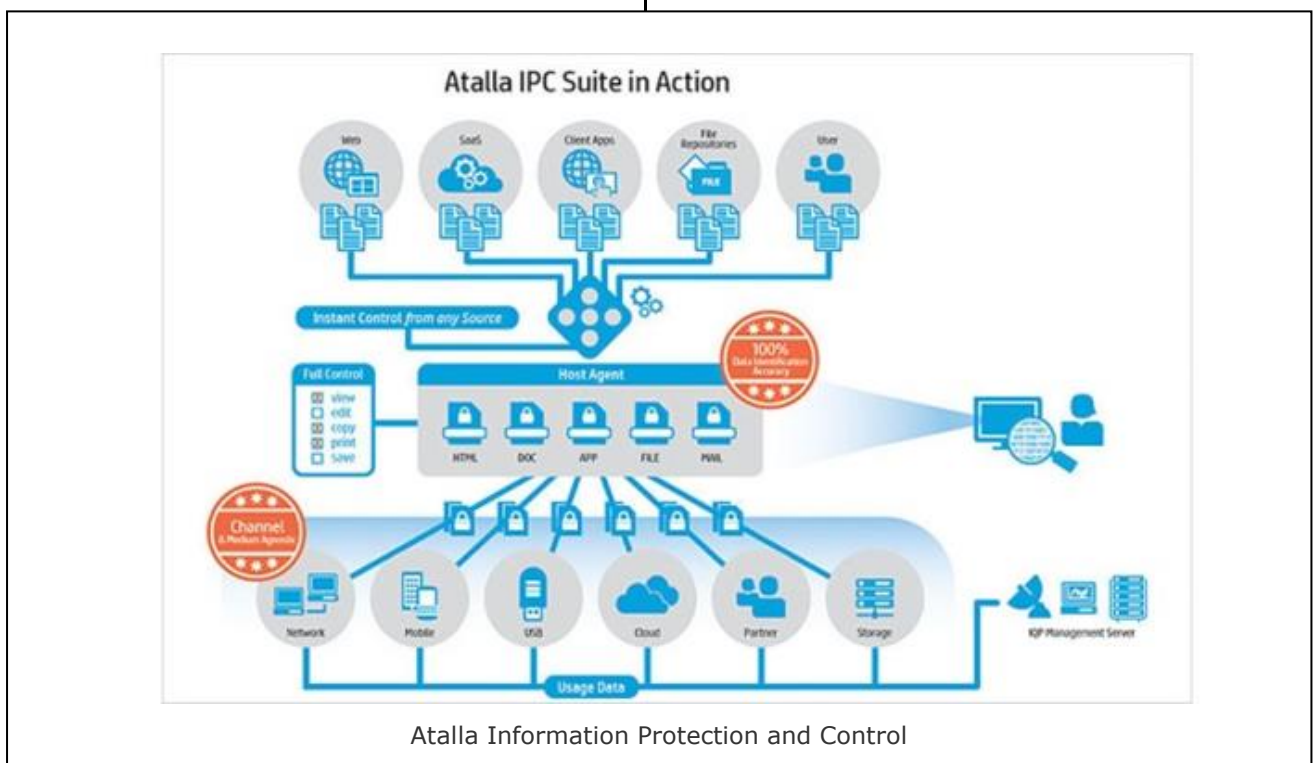 Atalla IPC Suite in Action
Web
SaaS
Client Apps
File
Repositories
User
FILE
Instant Control from any Source
100%
Data Identification
Accuracy
Full Control
view
edit
copy
print
save
Host Agent
HTML
DOC
APP
FILE
MAIL
Channel
Network
Mobile
USB
Cloud
Partner
Storage
IQP Management Server
Usage Data
Atalla Information Protection and Control